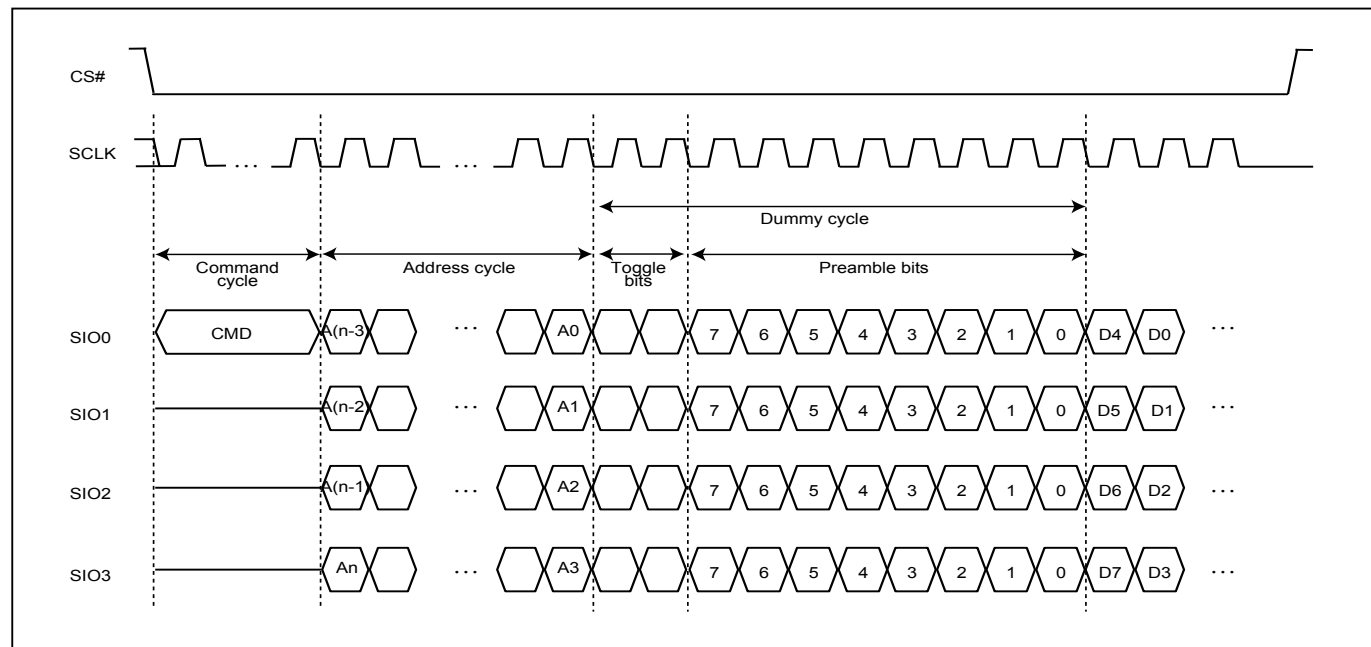 CS#
SCLK ... ...
Dummy cycle
Command cycle
Address cycle
Toggle bits
Preamble bits
SIO0 CMD A(n-3) ... A0 7 6 5 4 3 2 1 0 D4 D0 ...
SIO1 A(n-2) ... A1 7 6 5 4 3 2 1 0 D5 D1 ...
SIO2 A(n-1) ... A2 7 6 5 4 3 2 1 0 D6 D2 ...
SIO3 An ... A3 7 6 5 4 3 2 1 0 D7 D3 ...